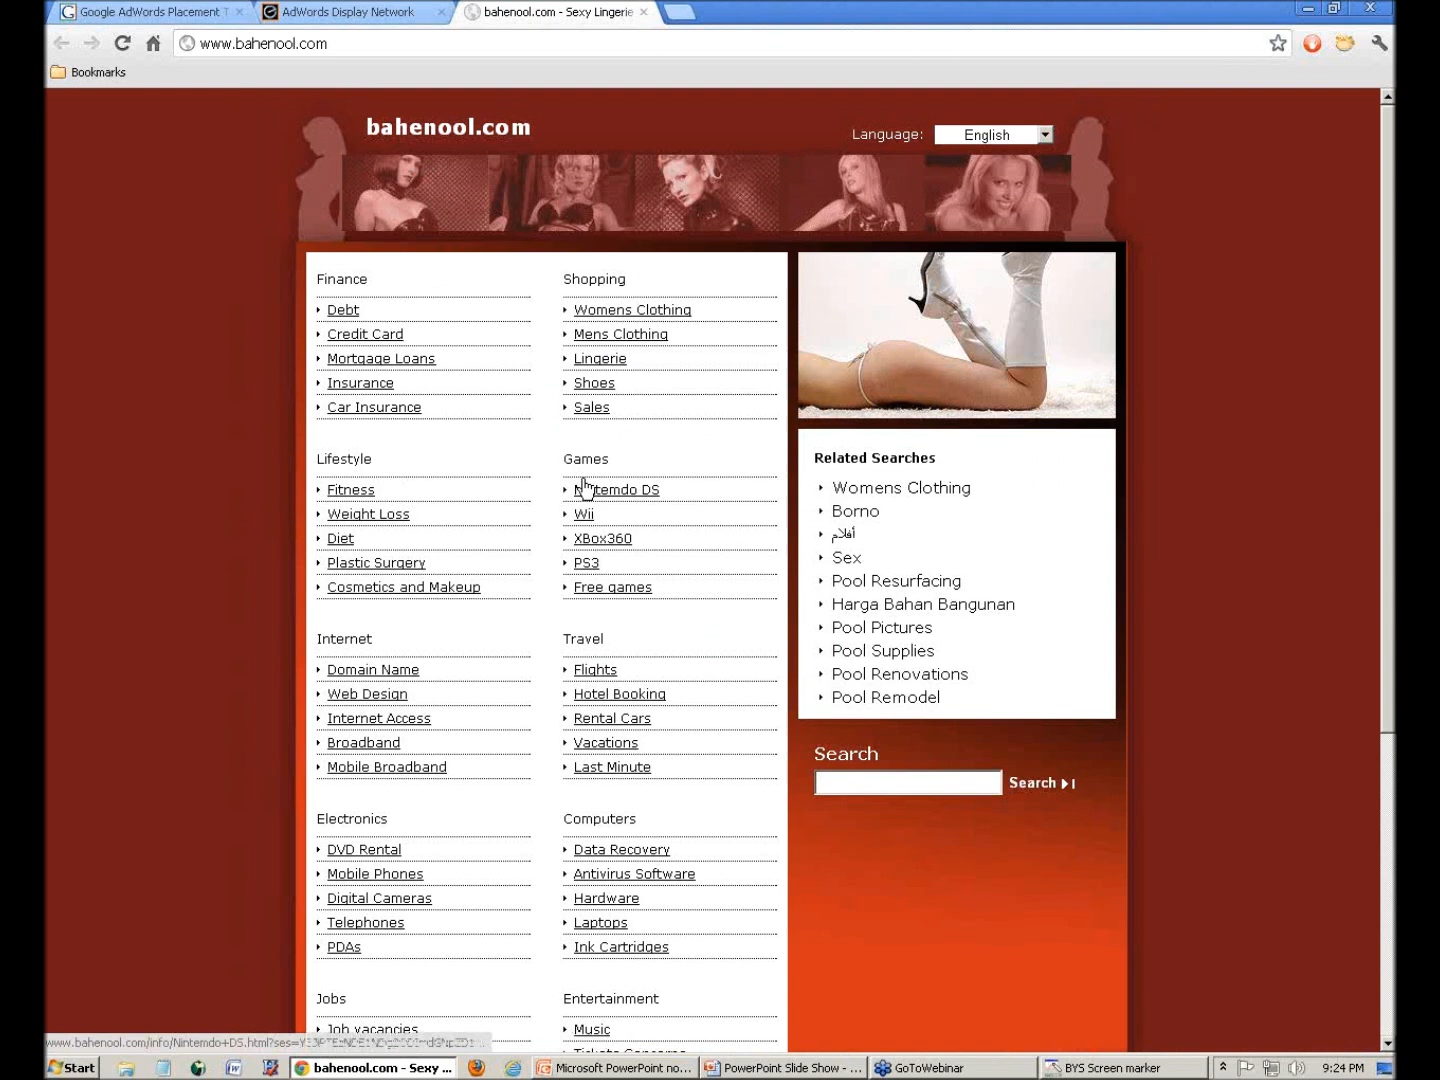 Google AdWords Placement T
AdWords Display Network
bahenool.com - Sexy Lingerie
www.bahenool.com
Bookmarks
bahenool.com
Language: English
Finance
Debt
Credit Card
Mortgage Loans
Insurance
Car Insurance
Shopping
Womens Clothing
Mens Clothing
Lingerie
Shoes
Sales
Lifestyle
Fitness
Weight Loss
Diet
Plastic Surgery
Cosmetics and Makeup
Games
Nintemdo DS
Wii
XBox360
PS3
Free games
Internet
Domain Name
Web Design
Internet Access
Broadband
Mobile Broadband
Travel
Flights
Hotel Booking
Rental Cars
Vacations
Last Minute
Electronics
DVD Rental
Mobile Phones
Digital Cameras
Telephones
PDAs
Computers
Data Recovery
Antivirus Software
Hardware
Laptops
Ink Cartridges
Jobs
Job vacancies
Entertainment
Music
Related Searches
Womens Clothing
Borno
أفلام
Sex
Pool Resurfacing
Harga Bahan Bangunan
Pool Pictures
Pool Supplies
Pool Renovations
Pool Remodel
Search
Search
Start
bahenool.com - Sexy ...
Microsoft PowerPoint no...
PowerPoint Slide Show - ...
GoToWebinar
BYS Screen marker
9:24 PM